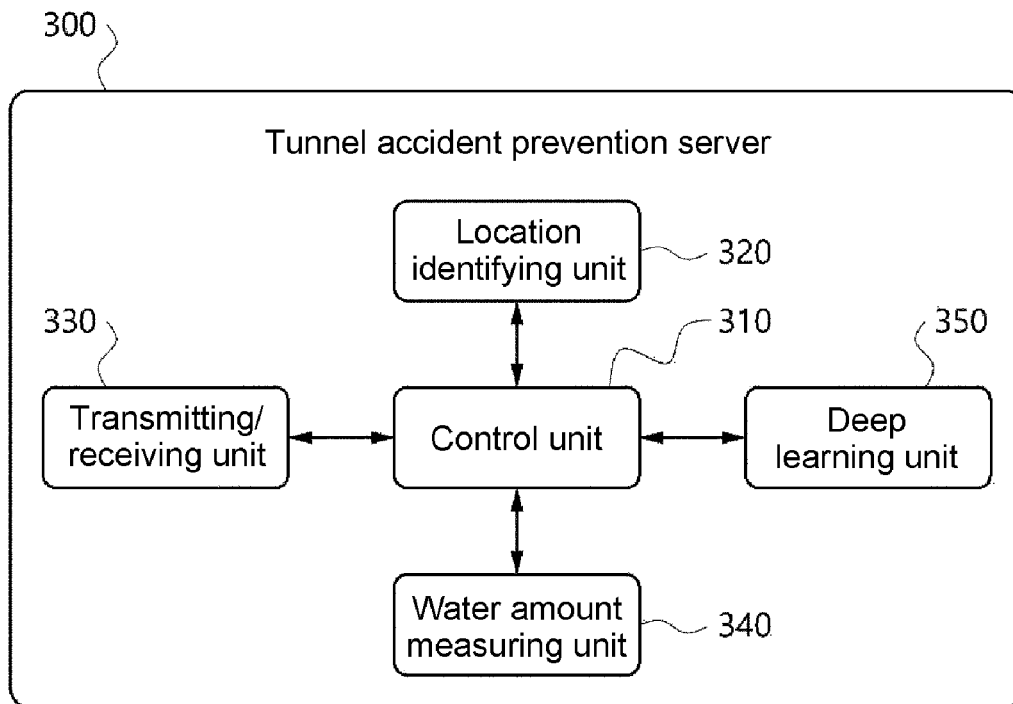 300
Tunnel accident prevention server
Location
identifying unit
320
330
310
350
Transmitting/
receiving unit
Control unit
Deep
learning unit
Water amount
measuring unit
340